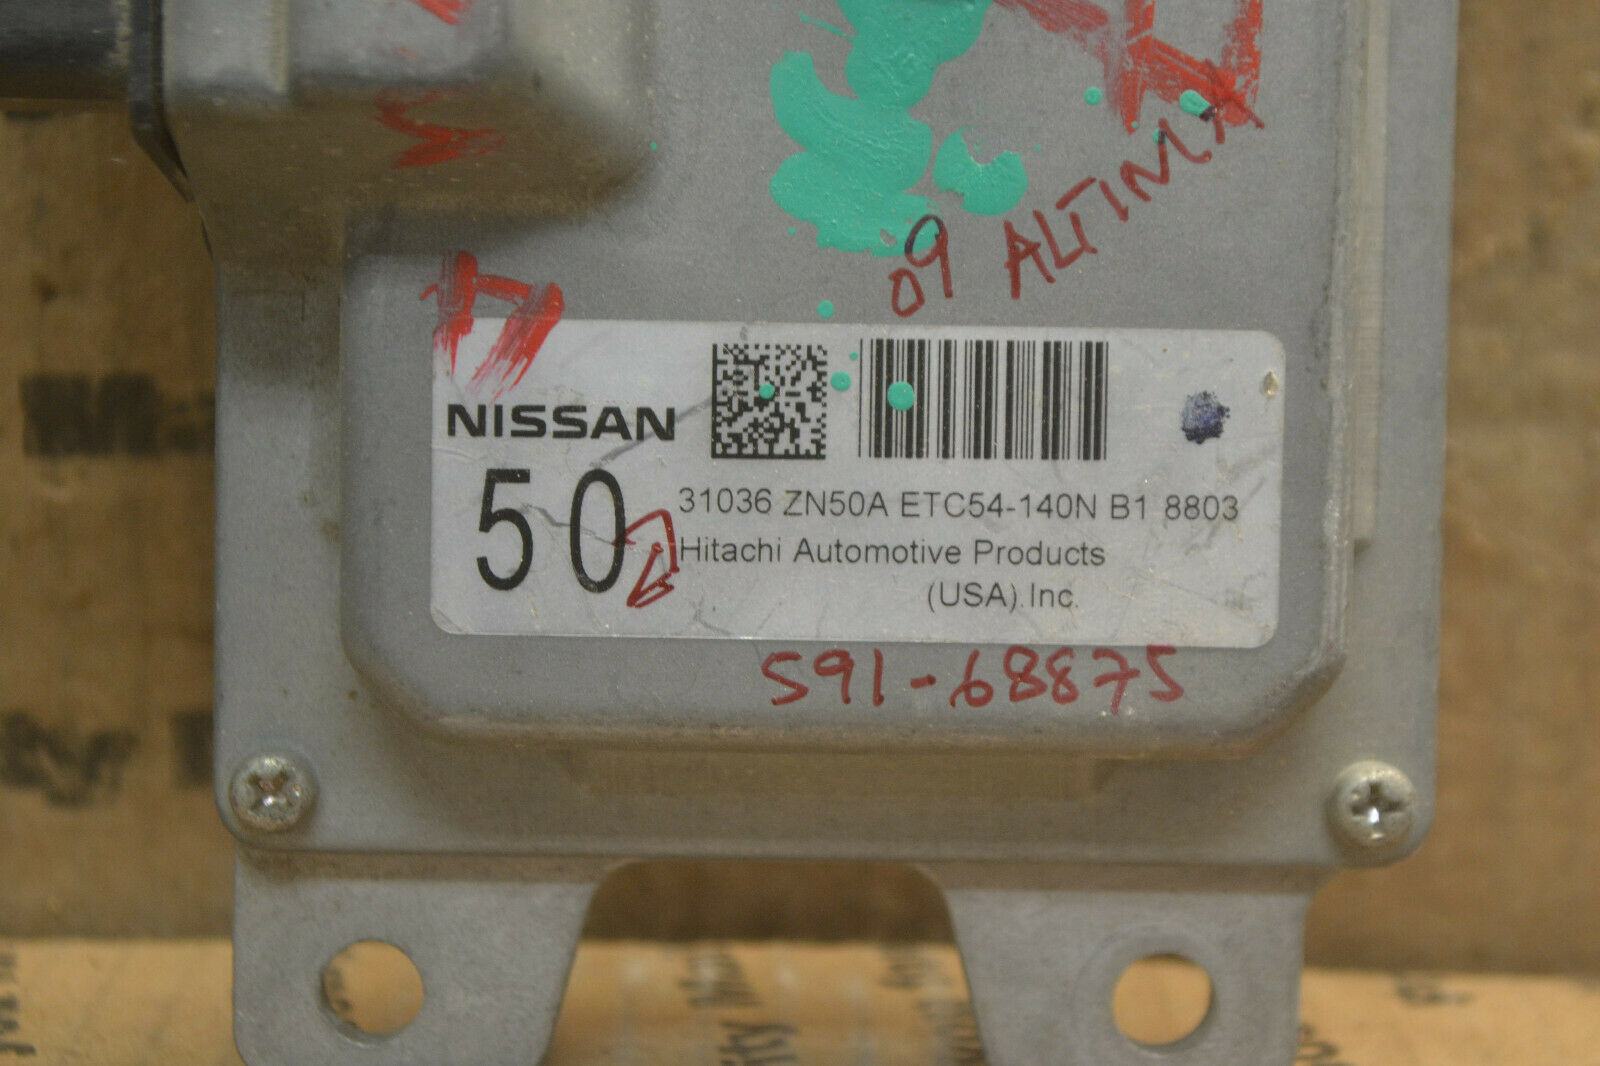 09 ALTIMA
NISSAN
50
31036 ZN50A ETC54-140N B1 8803
Hitachi Automotive Products
(USA).Inc.
591-68875